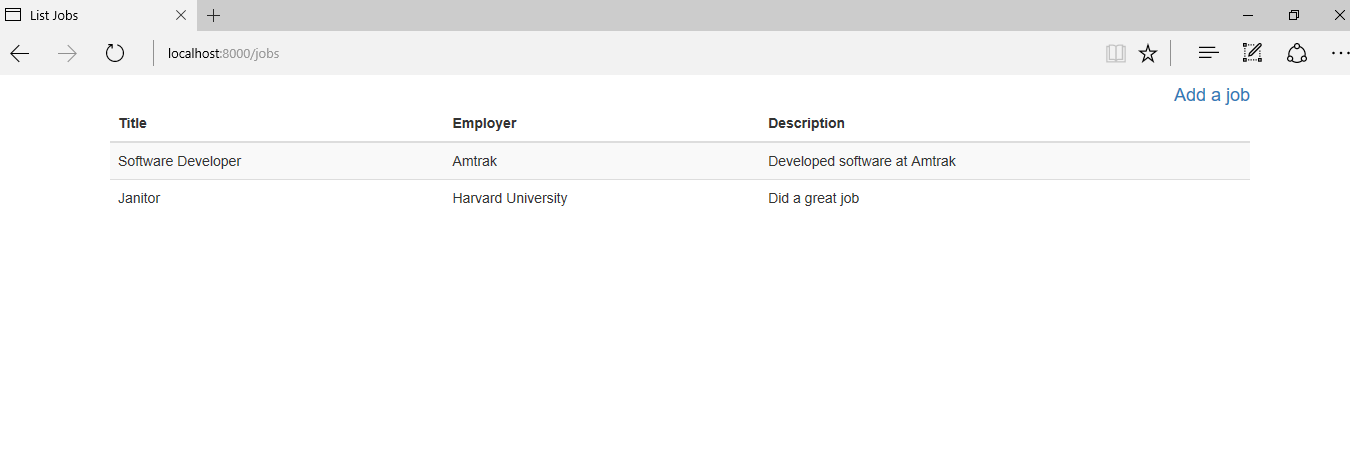 List Jobs
localhost:8000/jobs
Add a job
Title Employer Description
Software Developer Amtrak Developed software at Amtrak
Janitor Harvard University Did a great job